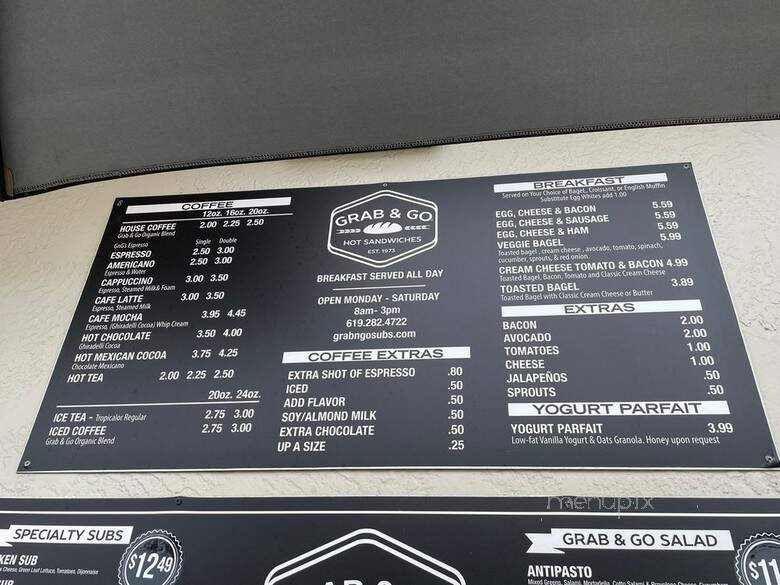 COFFEE
12oz. 16oz. 20oz.
HOUSE COFFEE 2.00 2.25 2.50
Grab & Go Organic Blend
GnG's Espresso Single Double
ESPRESSO 2.50 3.00
AMERICANO 2.50 3.00
Espresso & Water
CAPPUCCINO 3.00 3.50
Espresso, Steamed Milk& Foam
CAFE LATTE 3.00 3.50
Espresso, Steamed Milk
CAFE MOCHA 3.95 4.45
Espresso, (Ghiradelli Cocoa) Whip Cream
HOT CHOCOLATE 3.50 4.00
Ghiradelli Cocoa
HOT MEXICAN COCOA 3.75 4.25
Chocolate Mexicano
HOT TEA 2.00 2.25 2.50
20oz. 24oz.
ICE TEA - Tropicalor Regular 2.75 3.00
ICED COFFEE 2.75 3.00
Grab & Go Organic Blend
GRAB & GO
HOT SANDWICHES
EST. 1973
BREAKFAST SERVED ALL DAY
OPEN MONDAY - SATURDAY
8am- 3pm
619.282.4722
grabngosubs.com
COFFEE EXTRAS
EXTRA SHOT OF ESPRESSO .80
ICED .50
ADD FLAVOR .50
SOY/ALMOND MILK .50
EXTRA CHOCOLATE .50
UP A SIZE .25
BREAKFAST
Served on Your Choice of Bagel, Croissant, or English Muffin
Substitute Egg Whites add 1.00
EGG, CHEESE & BACON 5.59
EGG, CHEESE & SAUSAGE 5.59
EGG, CHEESE & HAM 5.59
VEGGIE BAGEL 5.99
Toasted bagel, cream cheese, avocado, tomato, spinach,
cucumber, sprouts, & red onion.
CREAM CHEESE TOMATO & BACON 4.99
Toasted Bagel, Bacon, Tomato and Classic Cream Cheese
TOASTED BAGEL 3.89
Toasted Bagel with Classic Cream Cheese or Butter
EXTRAS
BACON 2.00
AVOCADO 2.00
TOMATOES 1.00
CHEESE 1.00
JALAPEÑOS .50
SPROUTS .50
YOGURT PARFAIT
YOGURT PARFAIT 3.99
Low-fat Vanilla Yogurt & Oats Granola. Honey upon request
menupix
SPECIALTY SUBS
KEN SUB
Cheese, Green Leaf Lettuce, Tomatoes, Dijonnaise
$12.49
GRAB & GO SALAD
ANTIPASTO